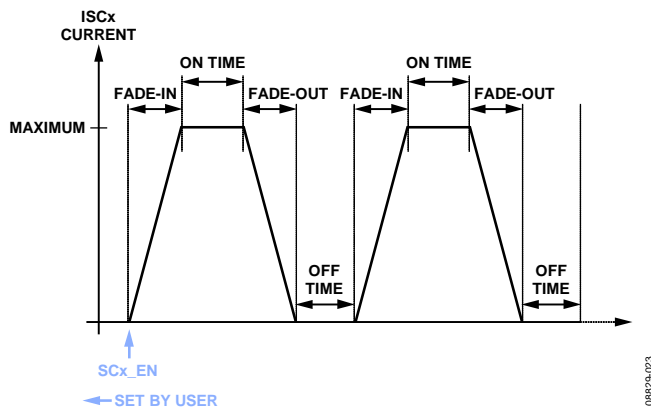 ISCx
CURRENT
ON TIME
ON TIME
FADE-IN
FADE-OUT
FADE-IN
FADE-OUT
MAXIMUM
OFF
TIME
OFF
TIME
SCx_EN
SET BY USER
08829-023